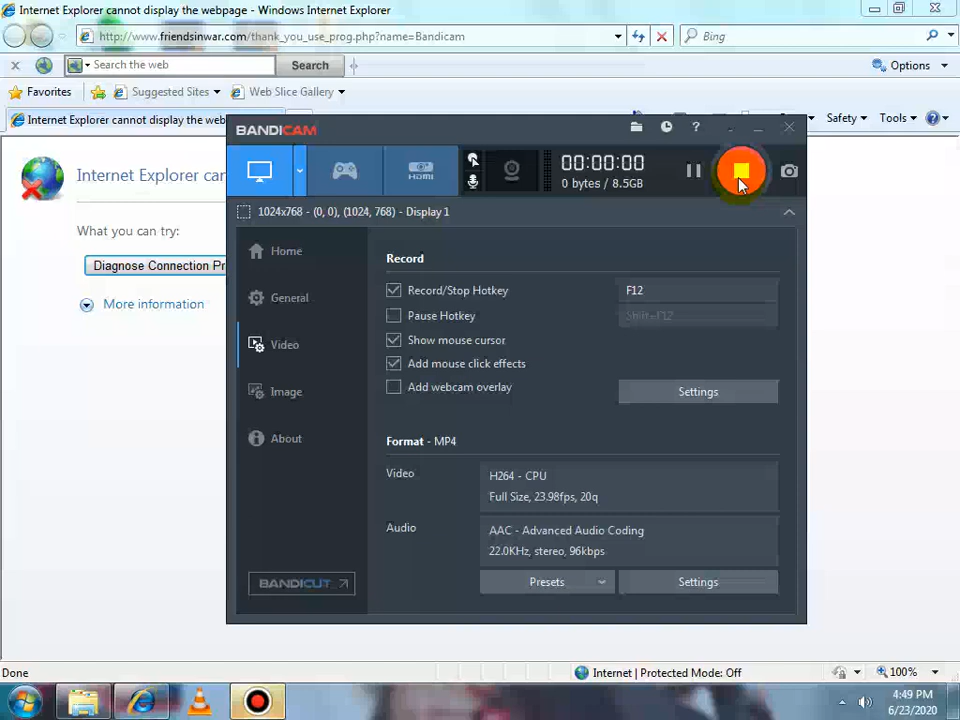 Internet Explorer cannot display the webpage - Windows Internet Explorer
http://www.friendsinwar.com/thank_you_use_prog.php?name=Bandicam
Bing
Search the web
Search
Options
Favorites
Suggested Sites
Web Slice Gallery
Internet Explorer cannot display the web
Safety
Tools
BANDICAM
Internet Explorer car
HDMI
00:00:00
0 bytes / 8.5GB
1024x768 - (0, 0), (1024, 768) - Display 1
What you can try:
Diagnose Connection Pr
More information
Home
General
Video
Image
About
BANDICUT
Record
Record/Stop Hotkey
F12
Pause Hotkey
Shift+F12
Show mouse cursor
Add mouse click effects
Add webcam overlay
Settings
Format - MP4
Video
H264 - CPU
Full Size, 23.98fps, 20q
Audio
AAC - Advanced Audio Coding
22.0KHz, stereo, 96kbps
Presets
Settings
Done
Internet | Protected Mode: Off
100%
4:49 PM
6/23/2020